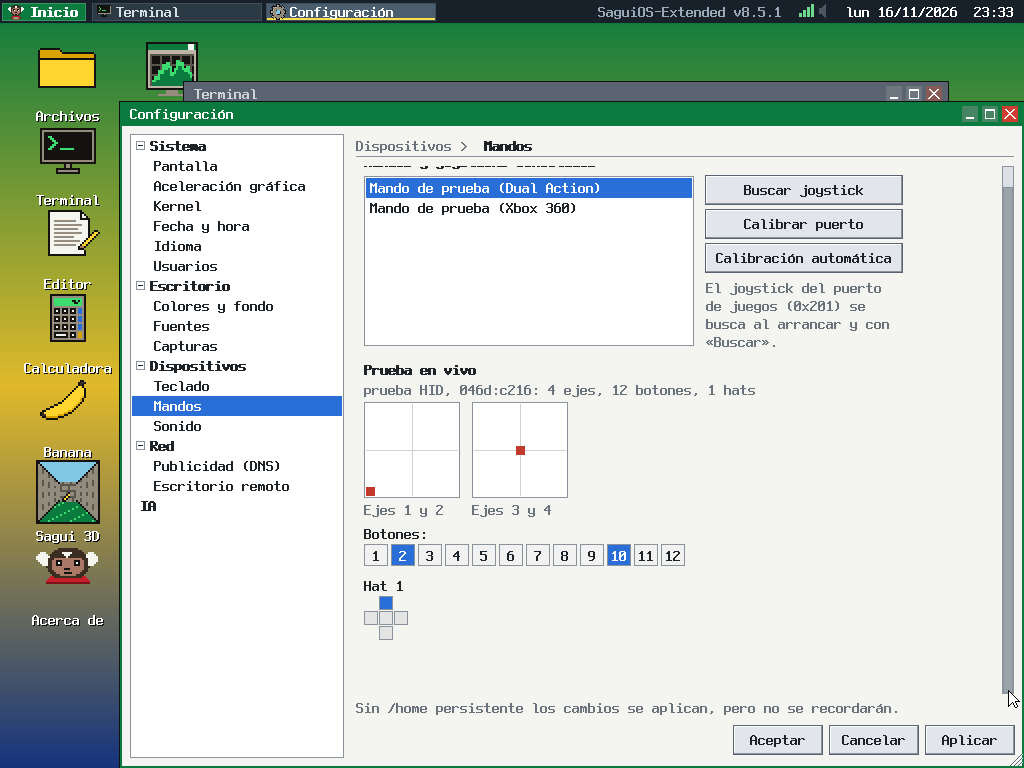 Inicio
Terminal
Configuración
SaguiOS-Extended v8.5.1
lun 16/11/2026 23:33
Archivos
Terminal
Editor
Calculadora
Banana
Sagui 3D
Acerca de
Terminal
Configuración
Sistema
Pantalla
Aceleración gráfica
Kernel
Fecha y hora
Idioma
Usuarios
Escritorio
Colores y fondo
Fuentes
Capturas
Dispositivos
Teclado
Mandos
Sonido
Red
Publicidad (DNS)
Escritorio remoto
IA
Dispositivos > Mandos
Mando de prueba (Dual Action)
Mando de prueba (Xbox 360)
Buscar joystick
Calibrar puerto
Calibración automática
El joystick del puerto
de juegos (0x201) se
busca al arrancar y con
«Buscar».
Prueba en vivo
prueba HID, 046d:c216: 4 ejes, 12 botones, 1 hats
Ejes 1 y 2 Ejes 3 y 4
Botones:
1 2 3 4 5 6 7 8 9 10 11 12
Hat 1
Sin /home persistente los cambios se aplican, pero no se recordarán.
Aceptar Cancelar Aplicar